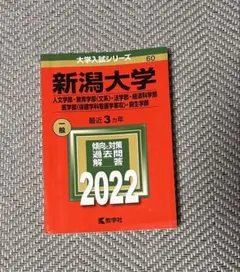 大学入試シリーズ
60
新潟大学
人文学部・教育学部〈文系〉・法学部・経済科学部
医学部〈保健学科看護学専攻〉・創生学部
一般
最近3カ年
傾向と対策
過去問
解答
2022
教学社